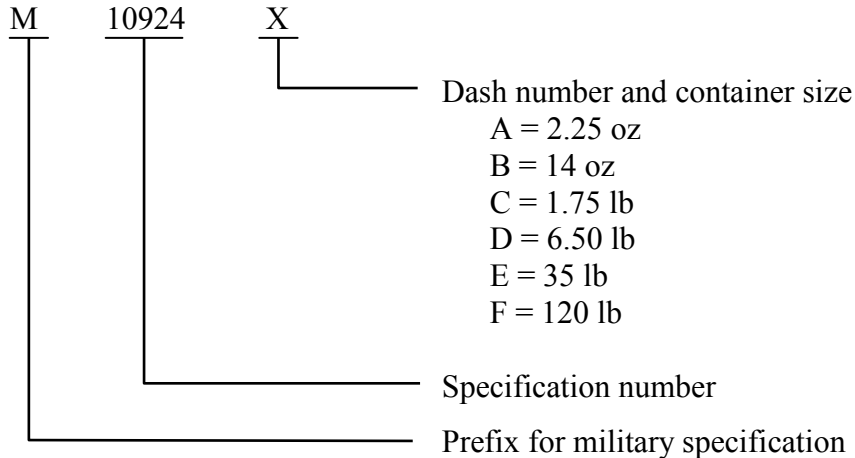 M 10924 X
Dash number and container size
A = 2.25 oz
B = 14 oz
C = 1.75 lb
D = 6.50 lb
E = 35 lb
F = 120 lb
Specification number
Prefix for military specification